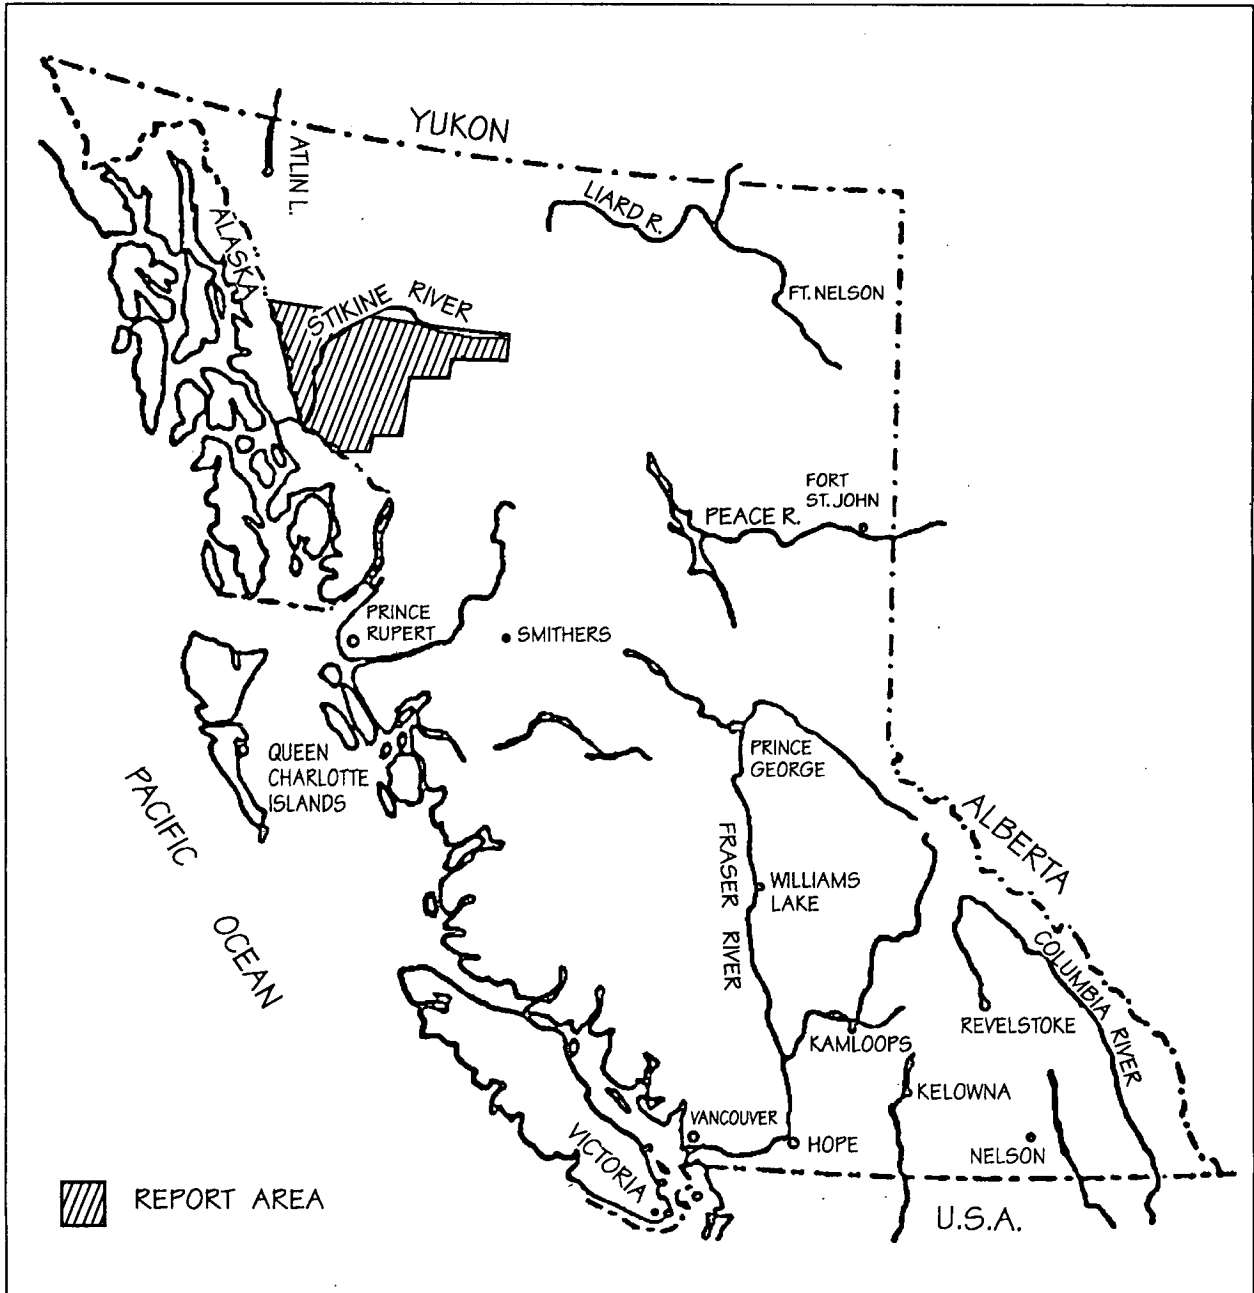 YUKON
ATLIN L.
LIARD R.
ALASKA
FT. NELSON
STIKINE RIVER
FORT
ST. JOHN
PEACE R.
PRINCE
RUPERT
SMITHERS
QUEEN
CHARLOTTE
ISLANDS
PRINCE
GEORGE
PACIFIC
OCEAN
ALBERTA
FRASER RIVER
WILLIAMS
LAKE
COLUMBIA RIVER
REVELSTOKE
KAMLOOPS
KELOWNA
VANCOUVER
HOPE
NELSON
VICTORIA
REPORT AREA
U.S.A.